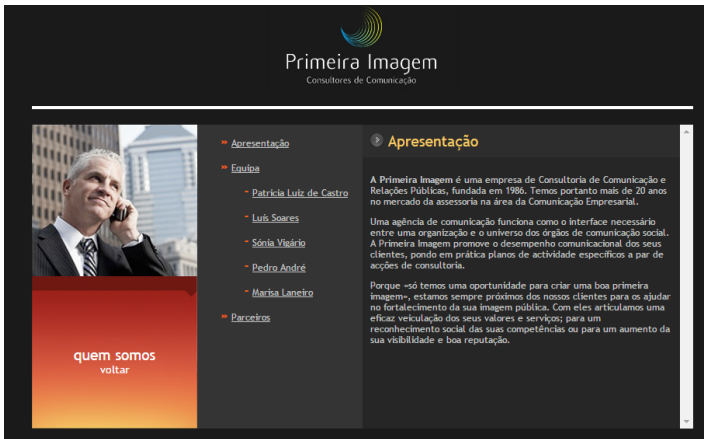 Primeira Imagem
Consultores de Comunicação
Apresentação
Equipa
Patrícia Luiz de Castro
Luís Soares
Sónia Vigário
Pedro André
Marisa Laneiro
Parceiros
quem somos
voltar
Apresentação
A Primeira Imagem é uma empresa de Consultoria de Comunicação e
Relações Públicas, fundada em 1986. Temos portanto mais de 20 anos
no mercado da assessoria na área da Comunicação Empresarial.
Uma agência de comunicação funciona como o interface necessário
entre uma organização e o universo dos órgãos de comunicação social.
A Primeira Imagem promove o desempenho comunicacional dos seus
clientes, pondo em prática planos de actividade específicos a par de
acções de consultoria.
Porque «só temos uma oportunidade para criar uma boa primeira
imagem», estamos sempre próximos dos nossos clientes para os ajudar
no fortalecimento da sua imagem pública. Com eles articulamos uma
eficaz veiculação dos seus valores e serviços; para um
reconhecimento social das suas competências ou para um aumento da
sua visibilidade e boa reputação.